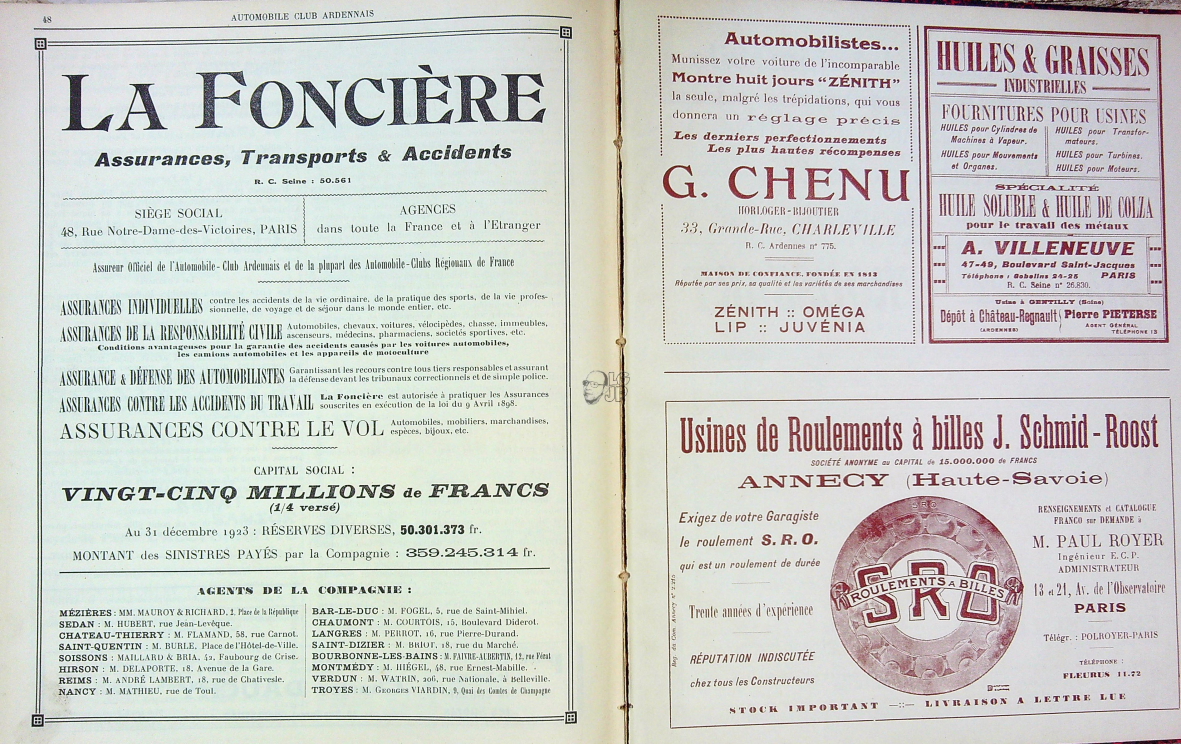 48
AUTOMOBILE CLUB ARDENNAIS
LA FONCIÈRE
Assurances, Transports & Accidents
R. C. Seine : 50.561
SIÈGE SOCIAL
48, Rue Notre-Dame-des-Victoires, PARIS
AGENCES
dans toute la France et à l'Etranger
Assureur Officiel de l'Automobile-Club Ardennais et de la plupart des Automobile-Clubs Régionaux de France
ASSURANCES INDIVIDUELLES contre les accidents de la vie ordinaire, de la pratique des sports, de la vie profes-
sionnelle, de voyage et de séjour dans le monde entier, etc.
ASSURANCES DE LA RESPONSABILITÉ CIVILE Automobiles, chevaux, voitures, vélocipèdes, chasse, immeubles,
ascenseurs, médecins, pharmaciens, sociétés sportives, etc.
Conditions avantageuses pour la garantie des accidents causés par les voitures automobiles,
les camions automobiles et les appareils de motoculture
ASSURANCE & DÉFENSE DES AUTOMOBILISTES Garantissant les recours contre tous tiers responsables et assurant
la défense devant les tribunaux correctionnels et de simple police.
ASSURANCES CONTRE LES ACCIDENTS DU TRAVAIL La Foncière est autorisée à pratiquer les Assurances
souscrites en exécution de la loi du 9 Avril 1898.
ASSURANCES CONTRE LE VOL Automobiles, mobiliers, marchandises,
espèces, bijoux, etc.
CAPITAL SOCIAL :
VINGT-CINQ MILLIONS de FRANCS
(1/4 versé)
Au 31 décembre 1923 : RÉSERVES DIVERSES, 50.301.373 fr.
MONTANT des SINISTRES PAYÉS par la Compagnie : 359.245.314 fr.
AGENTS DE LA COMPAGNIE :
MÉZIÈRES : MM. MAUROY & RICHARD, 2, Place de la République
SEDAN : M. HUBERT, rue Jean-Levêque.
CHATEAU-THIERRY : M. FLAMAND, 58, rue Carnot.
SAINT-QUENTIN : M. BURLE, Place de l'Hôtel-de-Ville.
SOISSONS : MAILLARD & BRIA, 42, Faubourg de Crise.
HIRSON : M. DELAPORTE, 18, Avenue de la Gare.
REIMS : M. ANDRÉ LAMBERT, 18, rue de Chativesle.
NANCY : M. MATHIEU, rue de Toul.
BAR-LE-DUC : M. FOGEL, 5, rue de Saint-Mihiel.
CHAUMONT : M. COURTOIS, 15, Boulevard Diderot.
LANGRES : M. PERROT, 16, rue Pierre-Durand.
SAINT-DIZIER : M. BRIOT, 18, rue du Marché.
BOURBONNE-LES-BAINS : M. FAIVRE-AUBERTIN, 12, rue Férat
MONTMÉDY : M. HIÉGEL, 48, rue Ernest-Mabille.
VERDUN : M. WATRIN, 206, rue Nationale, à Belleville.
TROYES : M. GEORGES VIARDIN, 9, Quai des Comtes de Champagne
Automobilistes...
Munissez votre voiture de l'incomparable
Montre huit jours "ZÉNITH"
la seule, malgré les trépidations, qui vous
donnera un réglage précis
Les derniers perfectionnements
Les plus hautes récompenses
G. CHENU
HORLOGER-BIJOUTIER
33, Grande-Rue, CHARLEVILLE
R. C. Ardennes n° 775.
MAISON DE CONFIANCE, FONDÉE EN 1813
Réputée par ses prix, sa qualité et les variétés de ses marchandises
ZÉNITH :: OMÉGA
LIP :: JUVÉNIA
HUILES & GRAISSES
INDUSTRIELLES
FOURNITURES POUR USINES
HUILES pour Cylindres de
Machines à Vapeur.
HUILES pour Mouvements
et Organes.
HUILES pour Transfor-
mateurs.
HUILES pour Turbines.
HUILES pour Moteurs.
SPÉCIALITÉ
HUILE SOLUBLE & HUILE DE COLZA
pour le travail des métaux
A. VILLENEUVE
47-49, Boulevard Saint-Jacques
Téléphone : Gobelins 24-25 PARIS
R. C. Seine n° 26.830.
Usine à GENTILLY (Seine)
Dépôt à Château-Regnault
(ARDENNES)
Pierre PIETERSE
AGENT GÉNÉRAL
TÉLÉPHONE 13
LG
JP
Usines de Roulements à billes J. Schmid-Roost
SOCIÉTÉ ANONYME au CAPITAL de 15.000.000 de FRANCS
ANNECY (Haute-Savoie)
Exigez de votre Garagiste
le roulement S. R. O.
qui est un roulement de durée
Trente années d'expérience
RÉPUTATION INDISCUTÉE
chez tous les Constructeurs
SRO
SRO
ROULEMENTS A BILLES
RENSEIGNEMENTS et CATALOGUE
FRANCO sur DEMANDE à
M. PAUL ROYER
Ingénieur E.C.P.
ADMINISTRATEUR
13 et 21, Av. de l'Observatoire
PARIS
Télégr. : POLROYER-PARIS
TÉLÉPHONE :
FLEURUS 11.72
STOCK IMPORTANT -::- LIVRAISON A LETTRE LUE